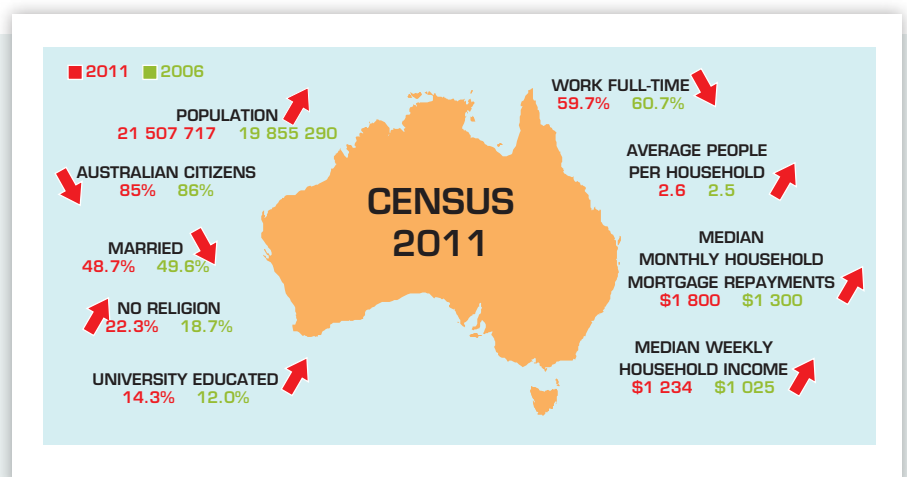 2011 2006
POPULATION
21 507 717 19 855 290
AUSTRALIAN CITIZENS
85% 86%
MARRIED
48.7% 49.6%
NO RELIGION
22.3% 18.7%
UNIVERSITY EDUCATED
14.3% 12.0%
CENSUS
2011
WORK FULL-TIME
59.7% 60.7%
AVERAGE PEOPLE
PER HOUSEHOLD
2.6 2.5
MEDIAN
MONTHLY HOUSEHOLD
MORTGAGE REPAYMENTS
$1 800 $1 300
MEDIAN WEEKLY
HOUSEHOLD INCOME
$1 234 $1 025